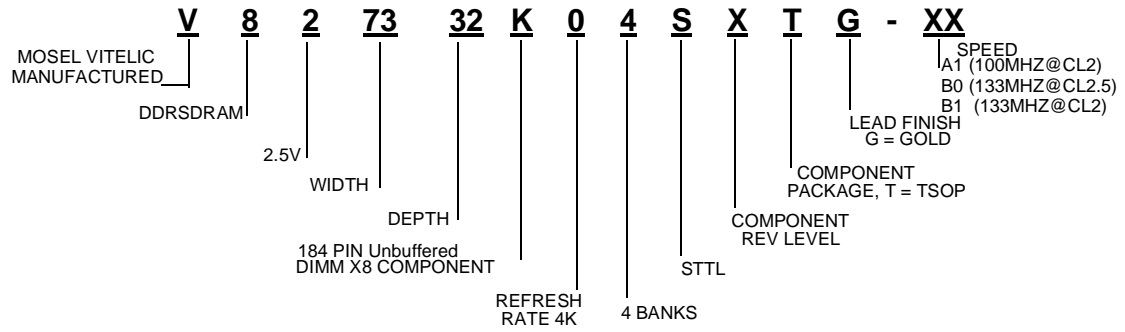 V 8 2 73 32 K 0 4 S X T G - XX
MOSEL VITELIC
MANUFACTURED
SPEED
A1 (100MHZ@CL2)
B0 (133MHZ@CL2.5)
B1 (133MHZ@CL2)
DDRSDRAM
LEAD FINISH
G = GOLD
2.5V
WIDTH
COMPONENT
PACKAGE, T = TSOP
DEPTH
COMPONENT
REV LEVEL
184 PIN Unbuffered
DIMM X8 COMPONENT
STTL
REFRESH
RATE 4K
4 BANKS